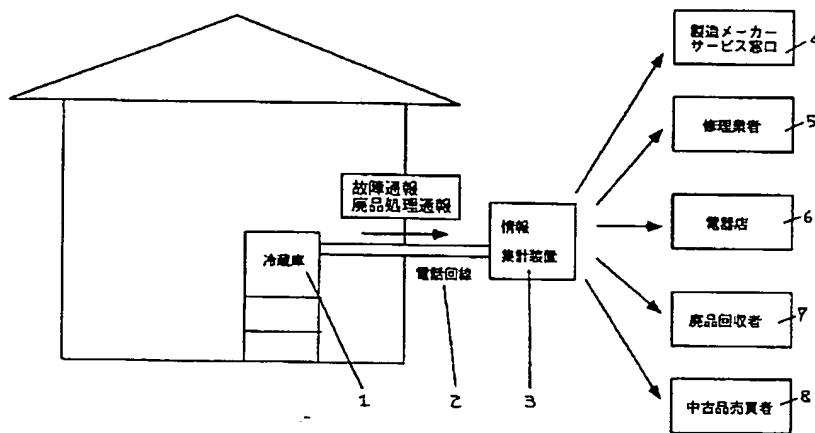 製造メーカー
サービス窓口
4
修理業者
5
故障通報
廃品処理通報
情報
集計装置
電器店
6
冷蔵庫
電話回線
廃品回収者
7
中古品売買者
8
1
2
3